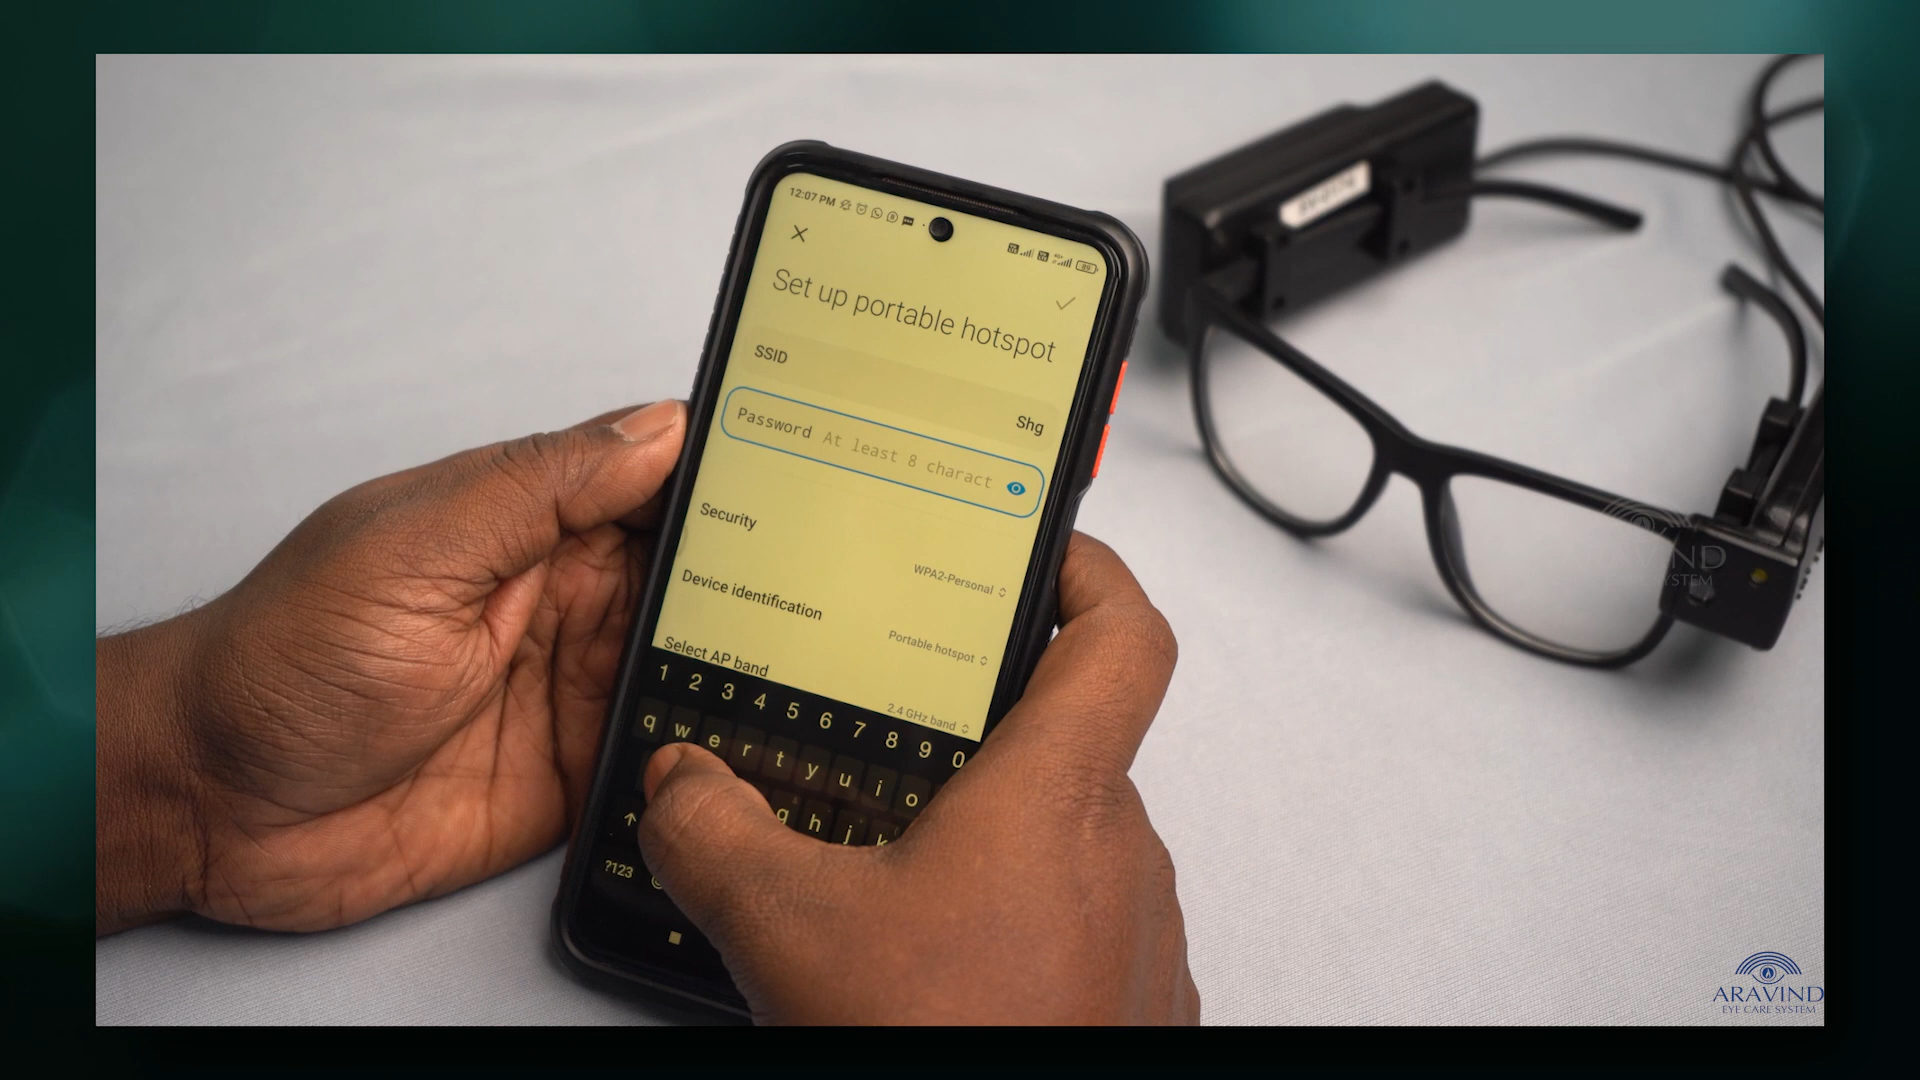 12:07 PM
Set up portable hotspot
SSID
Shg
Password At least 8 charact
Security
WPA2-Personal
Device identification
Portable hotspot
Select AP band
2.4 GHz band
1 2 3 4 5 6 7 8 9 0
q w e r t y u i o
g h j k
?123
ARAVIND
EYE CARE SYSTEM